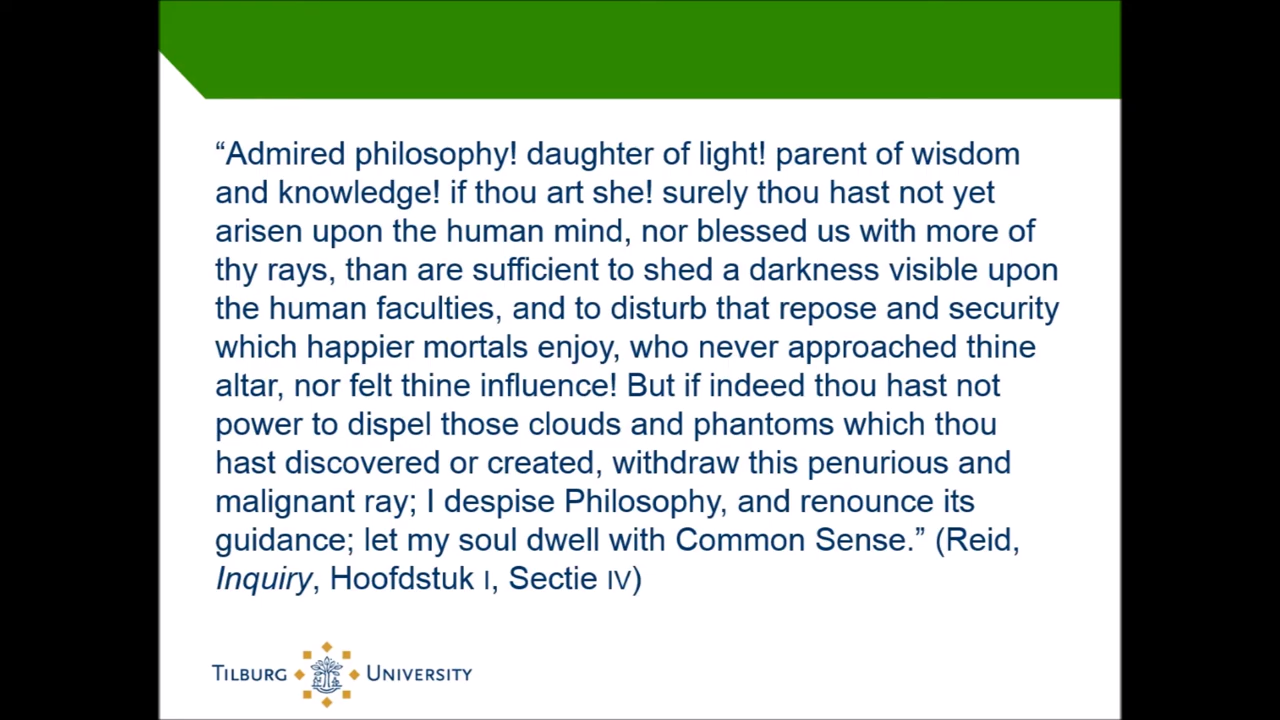 “Admired philosophy! daughter of light! parent of wisdom
and knowledge! if thou art she! surely thou hast not yet
arisen upon the human mind, nor blessed us with more of
thy rays, than are sufficient to shed a darkness visible upon
the human faculties, and to disturb that repose and security
which happier mortals enjoy, who never approached thine
altar, nor felt thine influence! But if indeed thou hast not
power to dispel those clouds and phantoms which thou
hast discovered or created, withdraw this penurious and
malignant ray; I despise Philosophy, and renounce its
guidance; let my soul dwell with Common Sense.” (Reid,
Inquiry, Hoofdstuk I, Sectie IV)
TILBURG UNIVERSITY